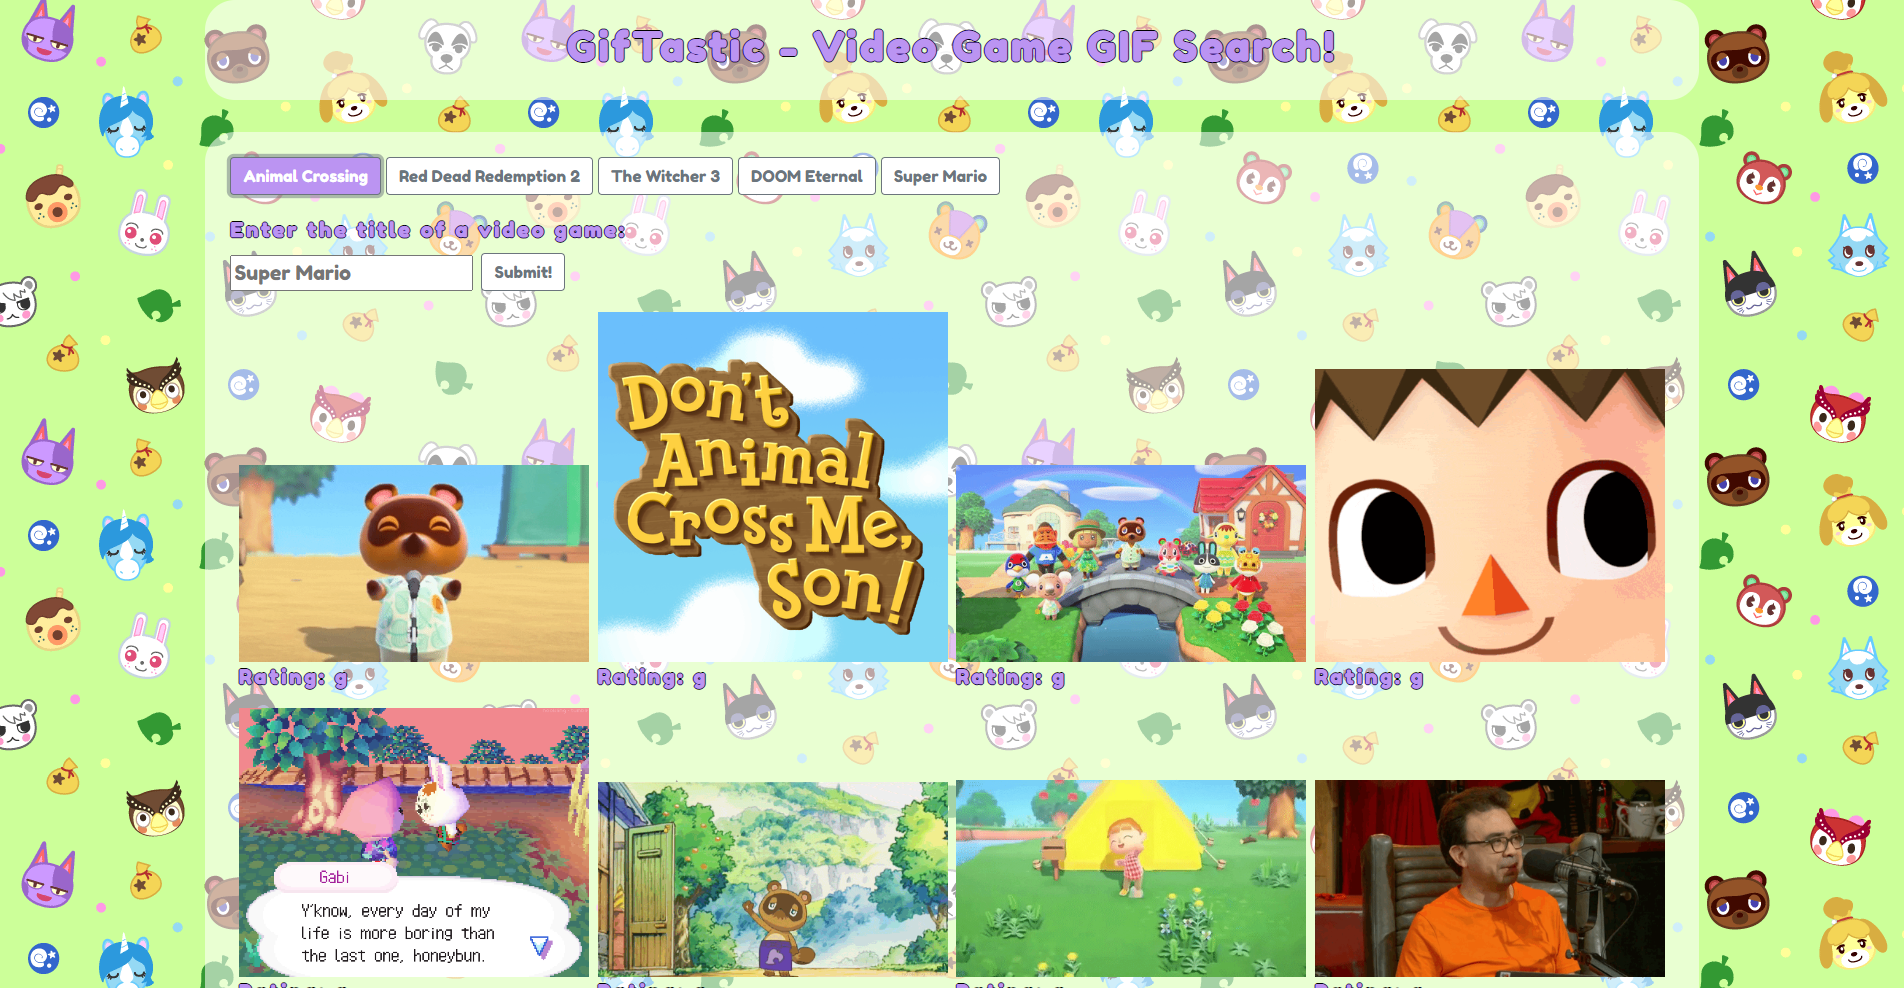 GifTastic - Video Game GIF Search!
Animal Crossing
Red Dead Redemption 2
The Witcher 3
DOOM Eternal
Super Mario
Enter the title of a video game:
Super Mario
Submit!
Don't
Animal
Cross Me,
Son!
Rating: g
Rating: g
Rating: g
Rating: g
Gabi
Y'know, every day of my
life is more boring than
the last one, honeybun.